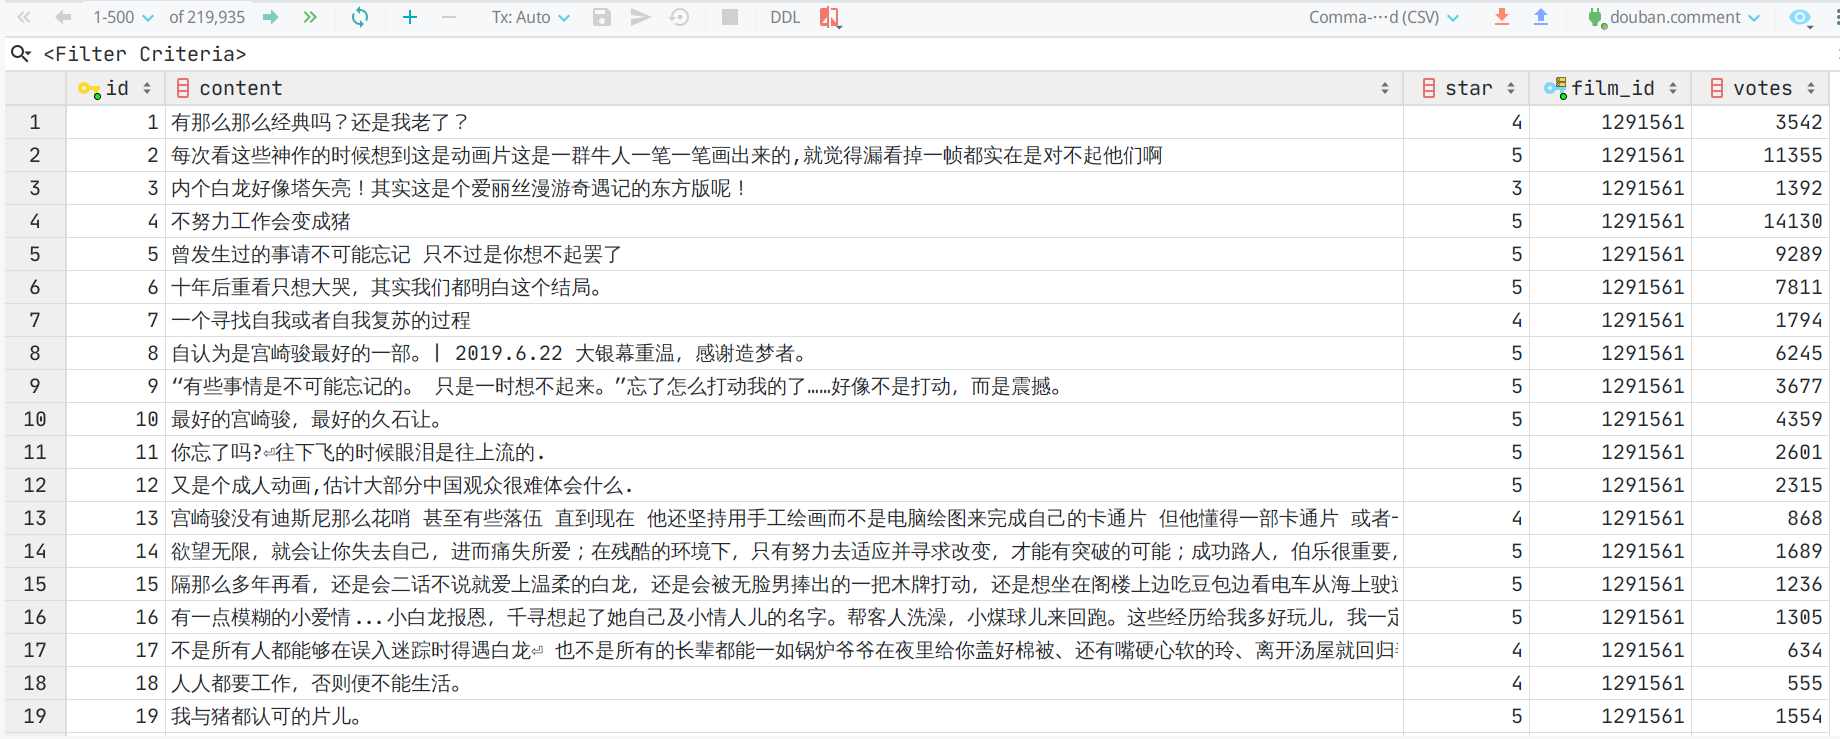 1-500 of 219,935 Tx: Auto DDL Comma-···d (CSV) douban.comment
<Filter Criteria>
id content star film_id votes
1 1 有那么那么经典吗？还是我老了？ 4 1291561 3542
2 2 每次看这些神作的时候想到这是动画片这是一群牛人一笔一笔画出来的,就觉得漏看掉一帧都实在是对不起他们啊 5 1291561 11355
3 3 内个白龙好像塔矢亮！其实这是个爱丽丝漫游奇遇记的东方版呢！ 3 1291561 1392
4 4 不努力工作会变成猪 5 1291561 14130
5 5 曾发生过的事请不可能忘记 只不过是你想不起罢了 5 1291561 9289
6 6 十年后重看只想大哭，其实我们都明白这个结局。 5 1291561 7811
7 7 一个寻找自我或者自我复苏的过程 4 1291561 1794
8 8 自认为是宫崎骏最好的一部。| 2019.6.22 大银幕重温，感谢造梦者。 5 1291561 6245
9 9 “有些事情是不可能忘记的。 只是一时想不起来。”忘了怎么打动我的了……好像不是打动，而是震撼。 5 1291561 3677
10 10 最好的宫崎骏，最好的久石让。 5 1291561 4359
11 11 你忘了吗?⏎往下飞的时候眼泪是往上流的. 5 1291561 2601
12 12 又是个成人动画,估计大部分中国观众很难体会什么. 5 1291561 2315
13 13 宫崎骏没有迪斯尼那么花哨 甚至有些落伍 直到现在 他还坚持用手工绘画而不是电脑绘图来完成自己的卡通片 但他懂得一部卡通片 或者 4 1291561 868
14 14 欲望无限，就会让你失去自己，进而痛失所爱；在残酷的环境下，只有努力去适应并寻求改变，才能有突破的可能；成功路人，伯乐很重要， 5 1291561 1689
15 15 隔那么多年再看，还是会二话不说就爱上温柔的白龙，还是会被无脸男捧出的一把木牌打动，还是想坐在阁楼上边吃豆包边看电车从海上驶 5 1291561 1236
16 16 有一点模糊的小爱情...小白龙报恩，千寻想起了她自己及小情人儿的名字。帮客人洗澡，小煤球儿来回跑。这些经历给我多好玩儿，我一定 5 1291561 1305
17 17 不是所有人都能够在误入迷踪时得遇白龙⏎ 也不是所有的长辈都能一如锅炉爷爷在夜里给你盖好棉被、还有嘴硬心软的玲、离开汤屋就回归 4 1291561 634
18 18 人人都要工作，否则便不能生活。 4 1291561 555
19 19 我与猪都认可的片儿。 5 1291561 1554